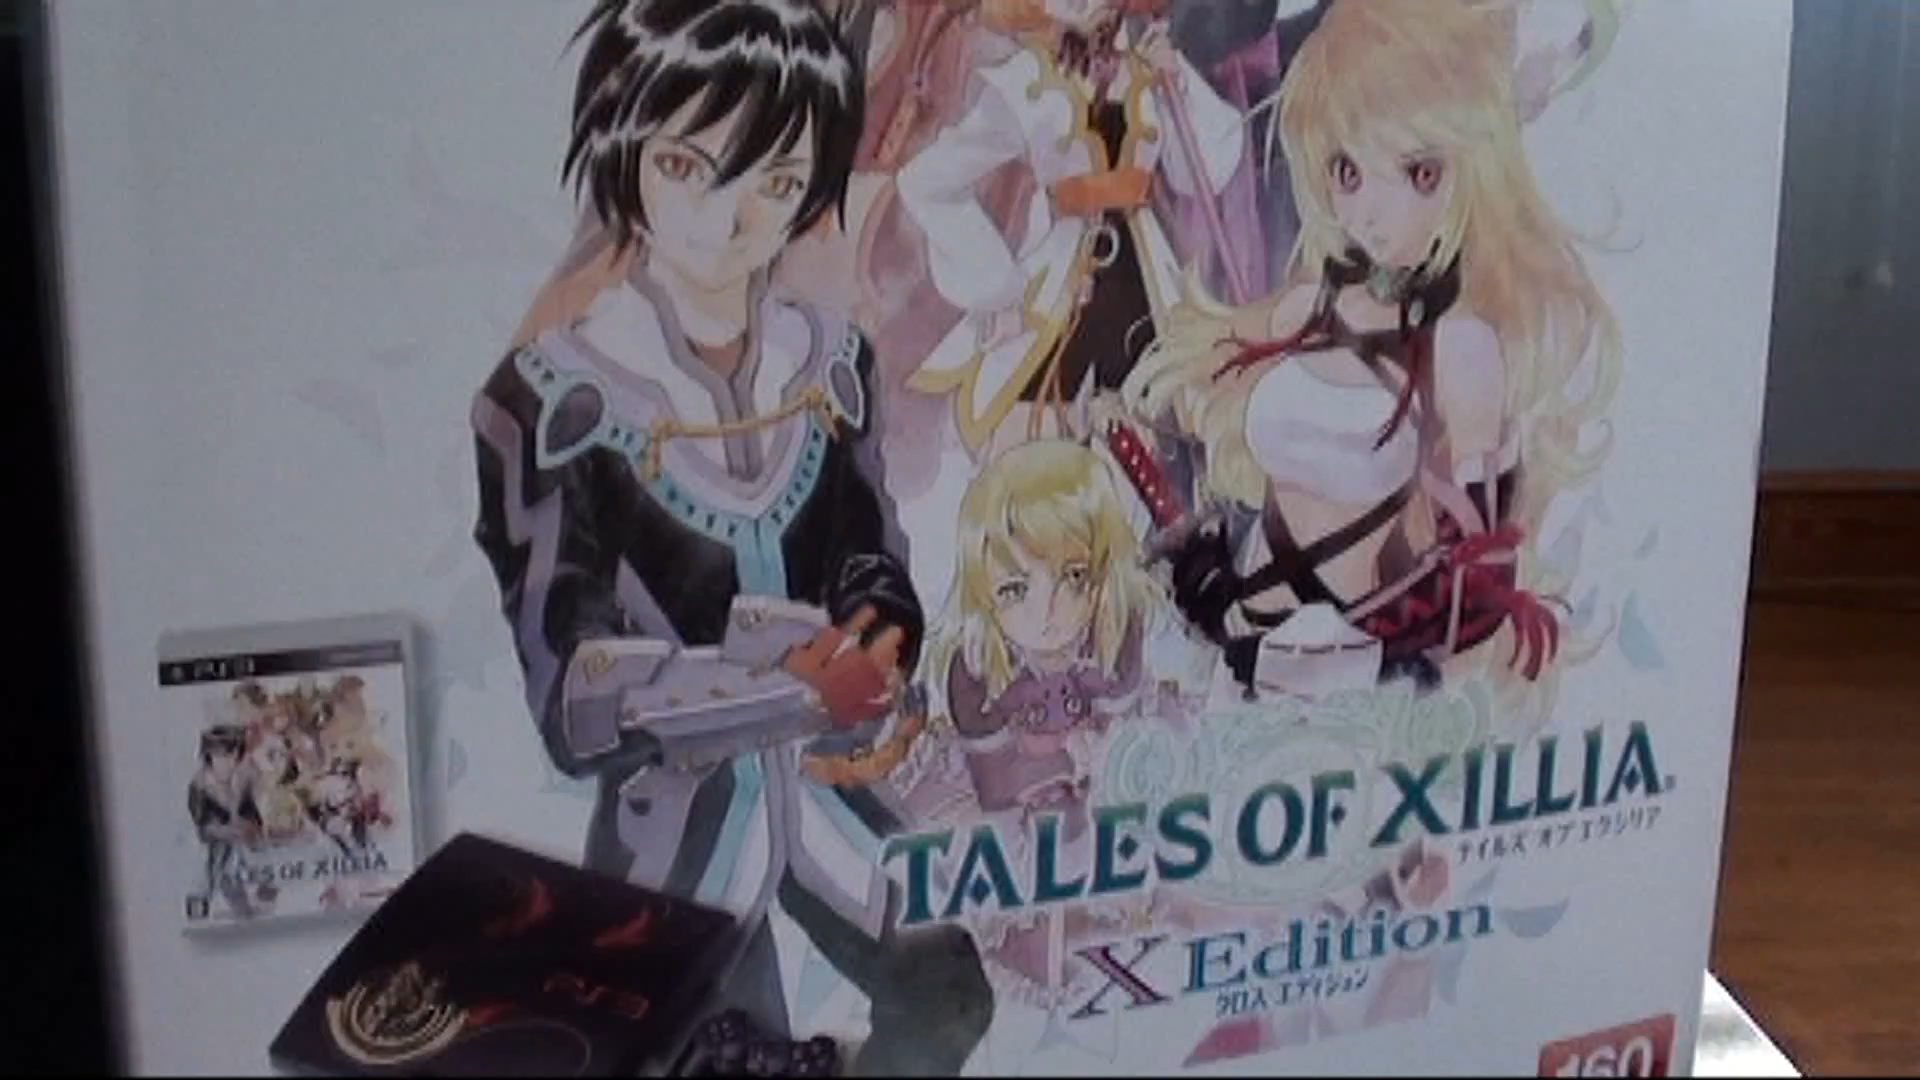 PS3
TALES OF XILLIA
TALES OF XILLIA
テイルズ オブ エクシリア
X Edition
クロス エディション
PS3
160